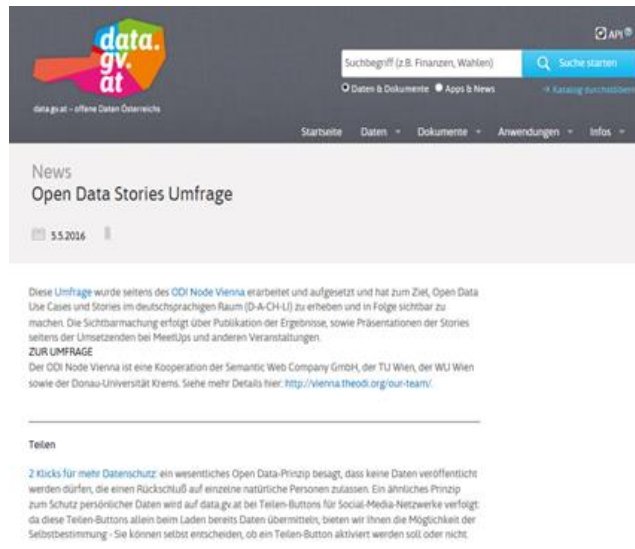 data.
gv.
at
data.gv.at – offene Daten Österreichs
API
Suchbegriff (z.B. Finanzen, Wahlen)
Suche starten
Daten & Dokumente Apps & News
→ Katalog durchstöbern
Startseite Daten Dokumente Anwendungen Infos
News
Open Data Stories Umfrage
5.5.2016
Diese Umfrage wurde seitens des ODI Node Vienna erarbeitet und aufgesetzt und hat zum Ziel, Open Data
Use Cases und Stories im deutschsprachigen Raum (D-A-CH-LI) zu erheben und in Folge sichtbar zu
machen. Die Sichtbarmachung erfolgt über Publikation der Ergebnisse, sowie Präsentationen der Stories
seitens der Umsetzenden bei MeetUps und anderen Veranstaltungen.
ZUR UMFRAGE
Der ODI Node Vienna ist eine Kooperation der Semantic Web Company GmbH, der TU Wien, der WU Wien
sowie der Donau-Universität Krems. Siehe mehr Details hier: http://vienna.theodi.org/our-team/.
Teilen
2 Klicks für mehr Datenschutz: ein wesentliches Open Data-Prinzip besagt, dass keine Daten veröffentlicht
werden dürfen, die einen Rückschluß auf einzelne natürliche Personen zulassen. Ein ähnliches Prinzip
zum Schutz persönlicher Daten wird auf data.gv.at bei Teilen-Buttons für Social-Media-Netzwerke verfolgt:
da diese Teilen-Buttons allein beim Laden bereits Daten übermitteln, bieten wir Ihnen die Möglichkeit der
Selbstbestimmung - Sie können selbst entscheiden, ob ein Teilen-Button aktiviert werden soll oder nicht.